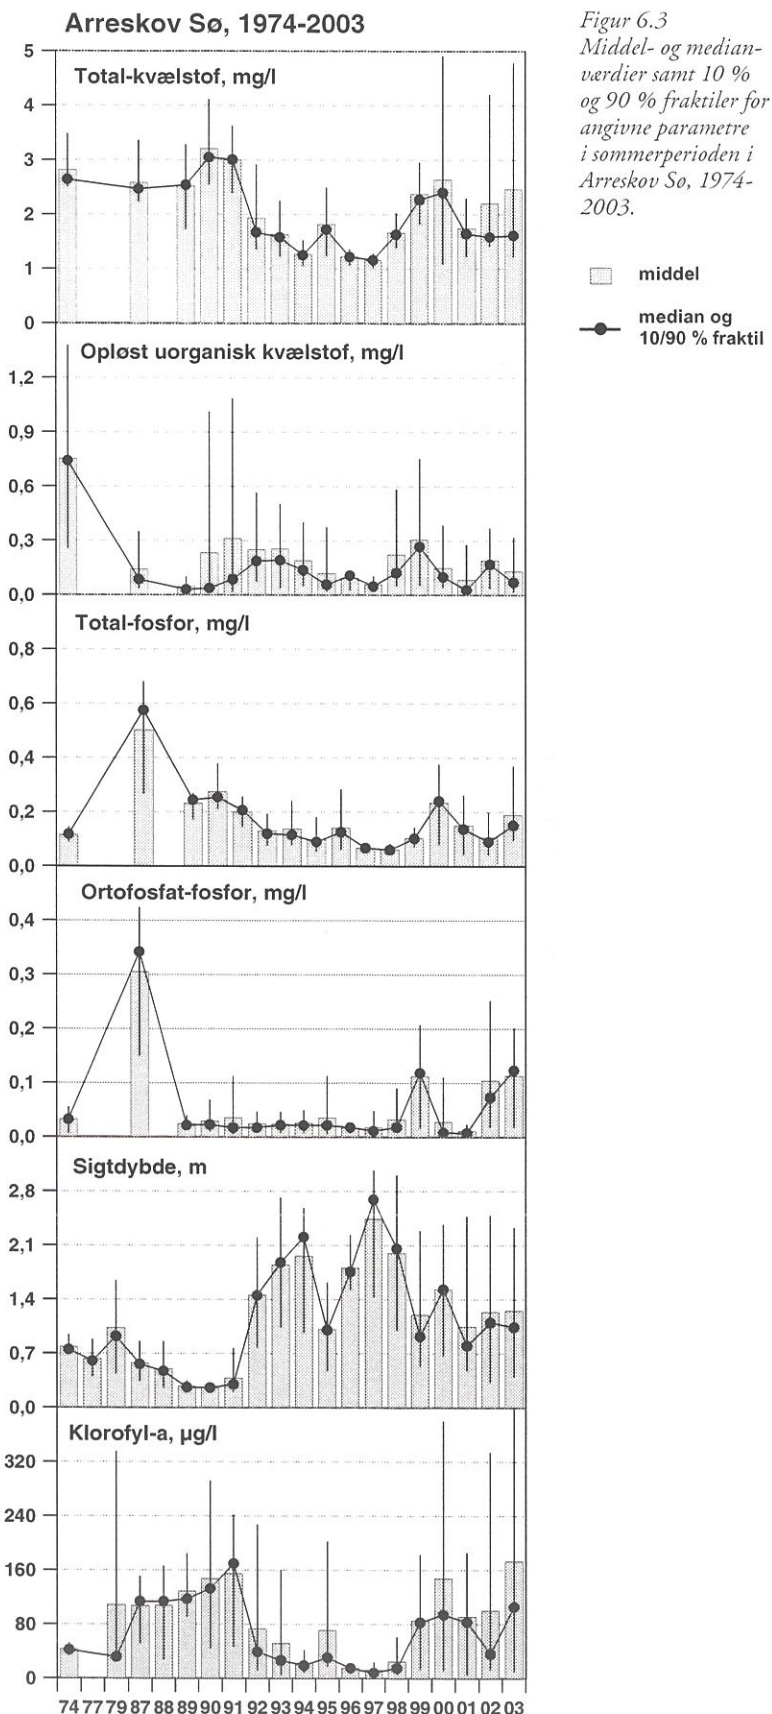 Arreskov Sø, 1974-2003
Total-kvælstof, mg/l
5
4
3
2
1
0
Opløst uorganisk kvælstof, mg/l
1,2
0,9
0,6
0,3
0,0
Total-fosfor, mg/l
0,8
0,6
0,4
0,2
0,0
Ortofosfat-fosfor, mg/l
0,4
0,3
0,2
0,1
0,0
Sigtdybde, m
2,8
2,1
1,4
0,7
0,0
Klorofyl-a, µg/l
320
240
160
80
0
74 77 79 87 88 89 90 91 92 93 94 95 96 97 98 99 00 01 02 03
Figur 6.3
Middel- og median-
værdier samt 10 %
og 90 % fraktiler for
angivne parametre
i sommerperioden i
Arreskov Sø, 1974-
2003.
middel
median og
10/90 % fraktil